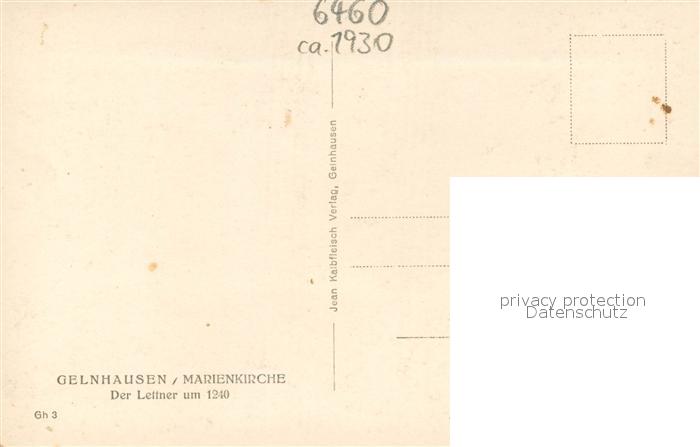 6460
ca. 1930
Jean Kalbfleisch Verlag, Gelnhausen
privacy protection
Datenschutz
GELNHAUSEN / MARIENKIRCHE
Der Lettner um 1240
Gh 3